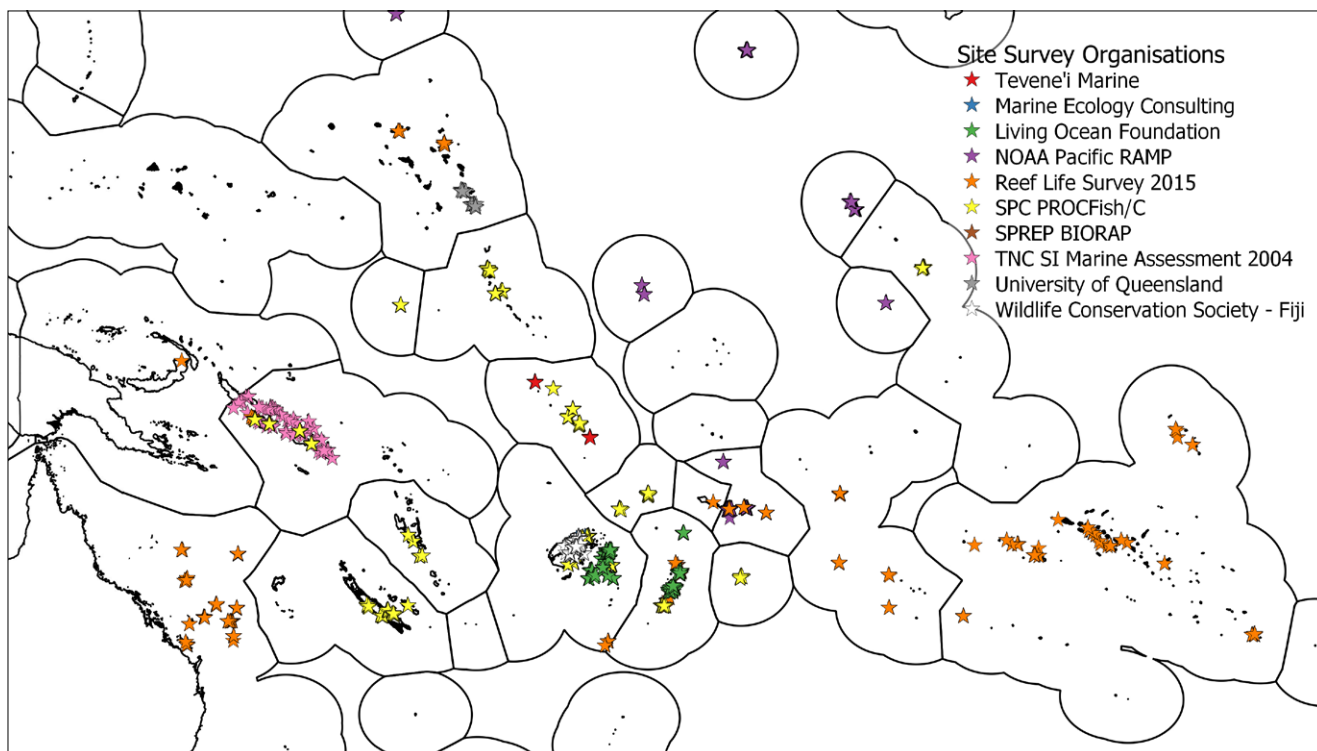 Site Survey Organisations
Tevene'i Marine
Marine Ecology Consulting
Living Ocean Foundation
NOAA Pacific RAMP
Reef Life Survey 2015
SPC PROCFish/C
SPREP BIORAP
TNC SI Marine Assessment 2004
University of Queensland
Wildlife Conservation Society - Fiji